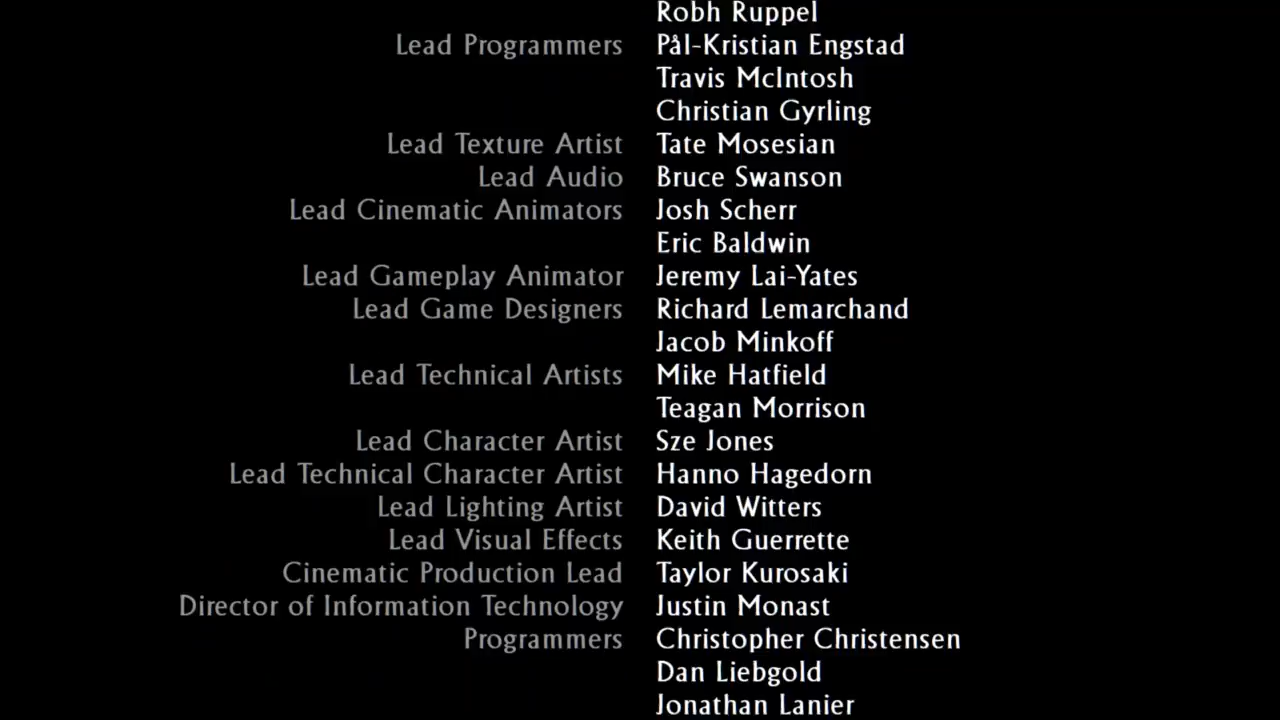 Robh Ruppel
Lead Programmers Pål-Kristian Engstad
Travis McIntosh
Christian Gyrling
Lead Texture Artist Tate Mosesian
Lead Audio Bruce Swanson
Lead Cinematic Animators Josh Scherr
Eric Baldwin
Lead Gameplay Animator Jeremy Lai-Yates
Lead Game Designers Richard Lemarchand
Jacob Minkoff
Lead Technical Artists Mike Hatfield
Teagan Morrison
Lead Character Artist Sze Jones
Lead Technical Character Artist Hanno Hagedorn
Lead Lighting Artist David Witters
Lead Visual Effects Keith Guerrette
Cinematic Production Lead Taylor Kurosaki
Director of Information Technology Justin Monast
Programmers Christopher Christensen
Dan Liebgold
Jonathan Lanier